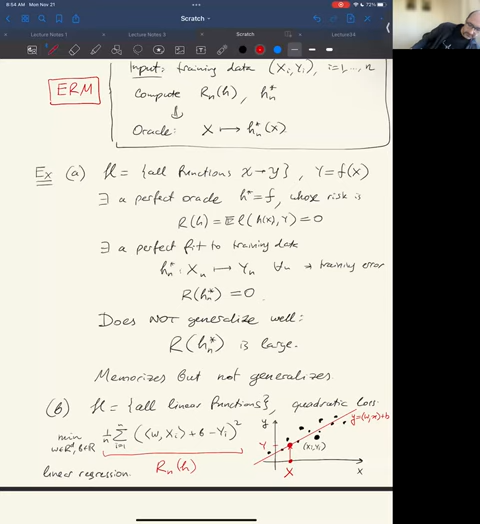 8:54 AM Mon Nov 21
31%
Scratch
Lecture Notes 1
Lecture Notes 3
Scratch
Lecture34
Input: training data (Xi, Yi), i=1,...,n
ERM
Compute Rn(h), h*n
⇓
Oracle: X ↦ h*n(x)
Ex (a) H = {all functions X→Y}, Y=f(X)
∃ a perfect oracle h*=f, whose risk is
R(h) = E ℓ(h(X), Y) = 0
∃ a perfect fit to training data
h*n: Xn ↦ Yn ∀n ⇒ training error
R(h*n) = 0.
Does NOT generalize well:
R(h*n) is large.
Memorizes but not generalizes.
(b) H = {all linear functions}, quadratic loss.
min w∈R^d, b∈R 1/n ∑ i=1 n (⟨w, Xi⟩ + b − Yi)²
Rn(h)
linear regression.
y
y=⟨w,x⟩+b
Y
(Xi,Yi)
X
x